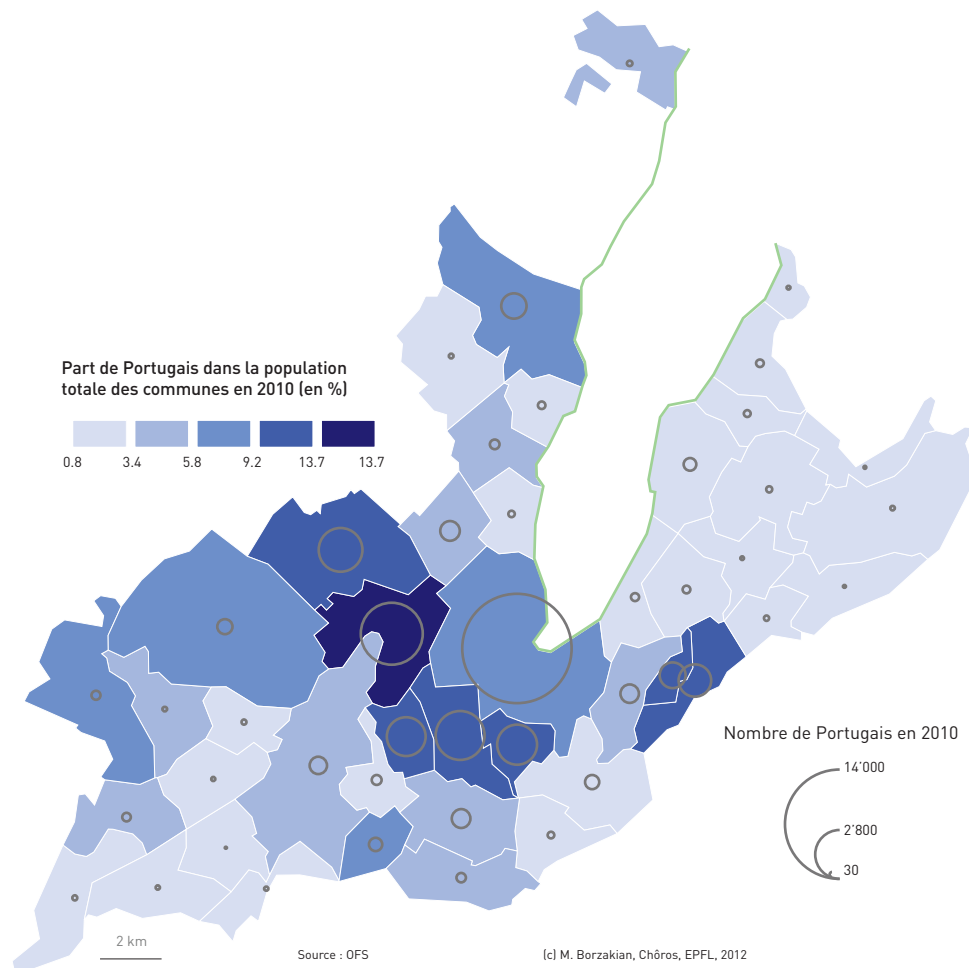 Part de Portugais dans la population
totale des communes en 2010 (en %)
0.8 3.4 5.8 9.2 13.7 13.7
Nombre de Portugais en 2010
14'000
2'800
30
2 km
Source : OFS
(c) M. Borzakian, Chôros, EPFL, 2012